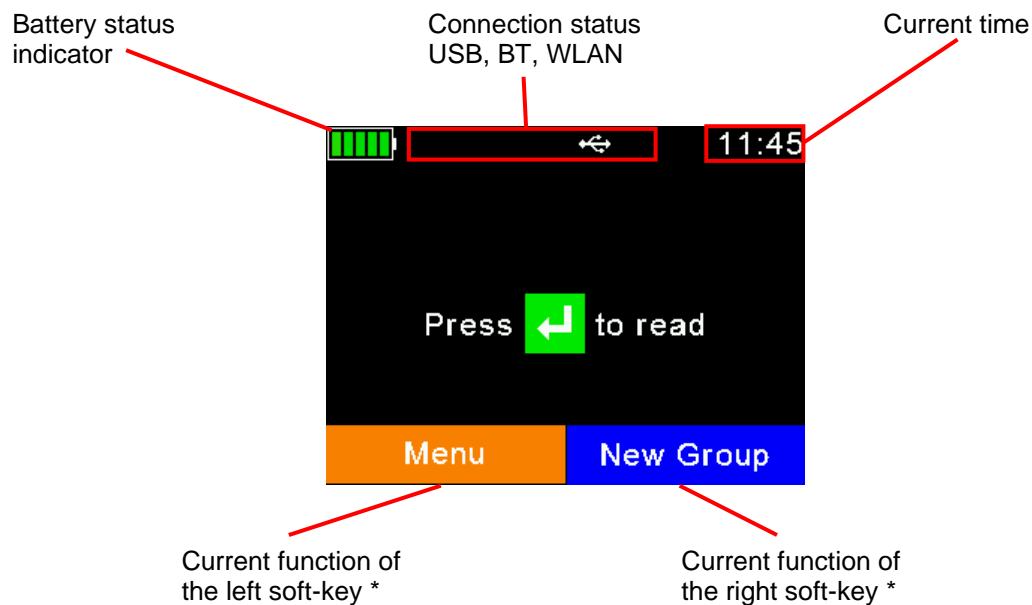 Battery status
indicator
Connection status
USB, BT, WLAN
Current time
11:45
Press to read
Menu
New Group
Current function of
the left soft-key *
Current function of
the right soft-key *